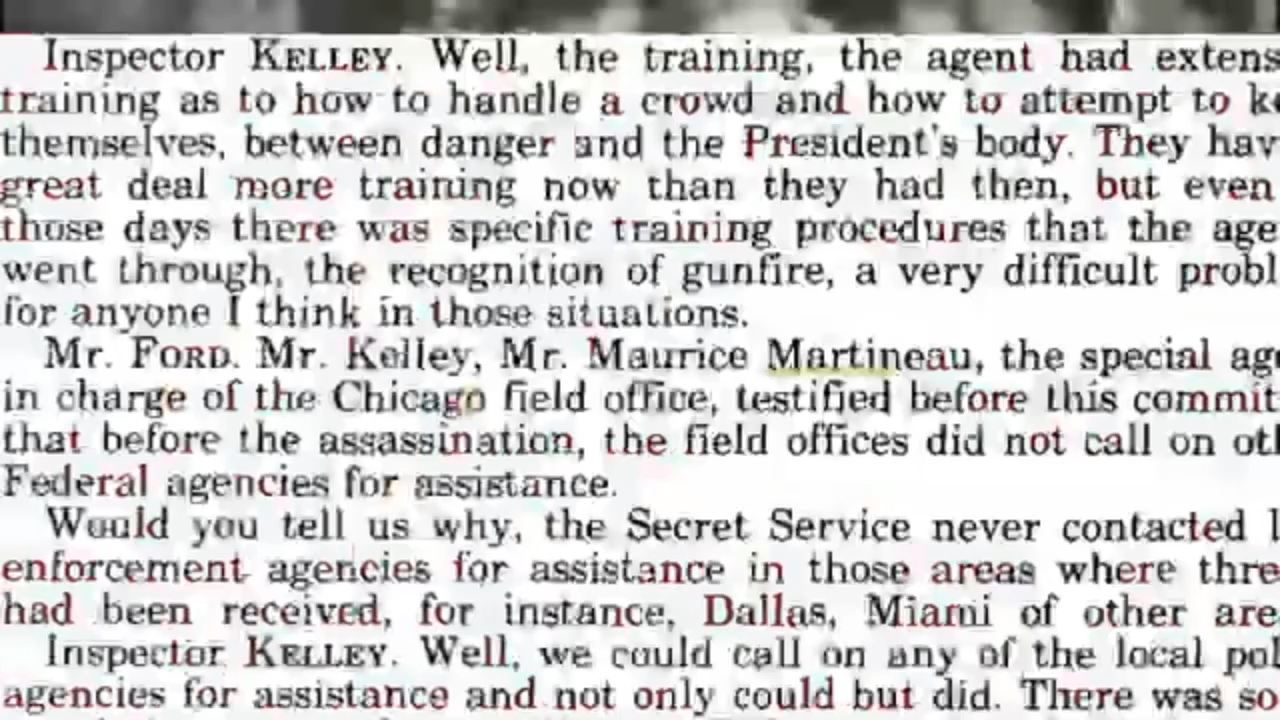 Inspector KELLEY. Well, the training, the agent had extens
training as to how to handle a crowd and how to attempt to k
themselves, between danger and the President's body. They hav
great deal more training now than they had then, but even
those days there was specific training procedures that the age
went through, the recognition of gunfire, a very difficult probl
for anyone I think in those situations.
Mr. FORD. Mr. Kelley, Mr. Maurice Martineau, the special ag
in charge of the Chicago field office, testified before this commit
that before the assassination, the field offices did not call on ot
Federal agencies for assistance.
Would you tell us why, the Secret Service never contacted l
enforcement agencies for assistance in those areas where thre
had been received, for instance, Dallas, Miami of other are
Inspector KELLEY. Well, we could call on any of the local pol
agencies for assistance and not only could but did. There was so